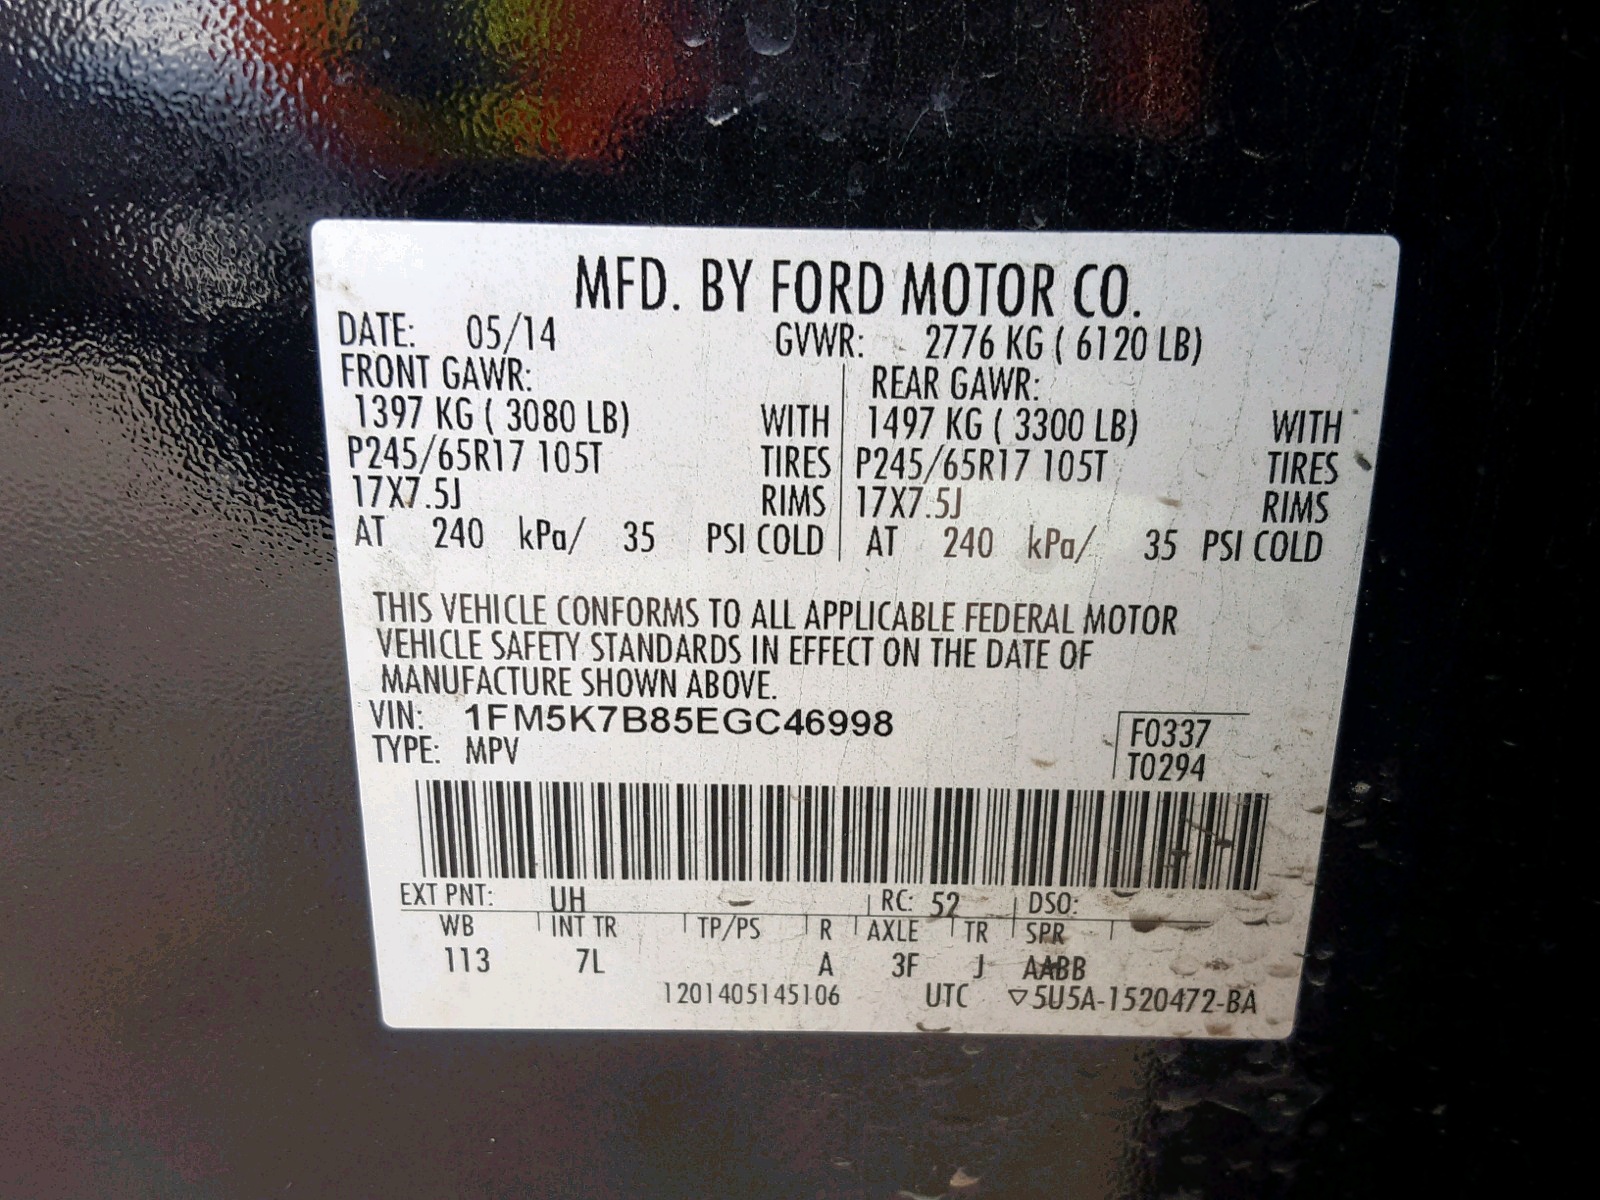 MFD. BY FORD MOTOR CO.
DATE: 05/14 GVWR: 2776 KG ( 6120 LB)
FRONT GAWR: REAR GAWR:
1397 KG ( 3080 LB) WITH 1497 KG ( 3300 LB) WITH
P245/65R17 105T TIRES P245/65R17 105T TIRES
17X7.5J RIMS 17X7.5J RIMS
AT 240 kPa/ 35 PSI COLD AT 240 kPa/ 35 PSI COLD
THIS VEHICLE CONFORMS TO ALL APPLICABLE FEDERAL MOTOR
VEHICLE SAFETY STANDARDS IN EFFECT ON THE DATE OF
MANUFACTURE SHOWN ABOVE.
VIN: 1FM5K7B85EGC46998 F0337
TYPE: MPV T0294
EXT PNT: UH RC: 52 DSO:
WB INT TR TP/PS R AXLE TR SPR
113 7L A 3F J AABB
1201405145106 UTC ▽5U5A-1520472-BA